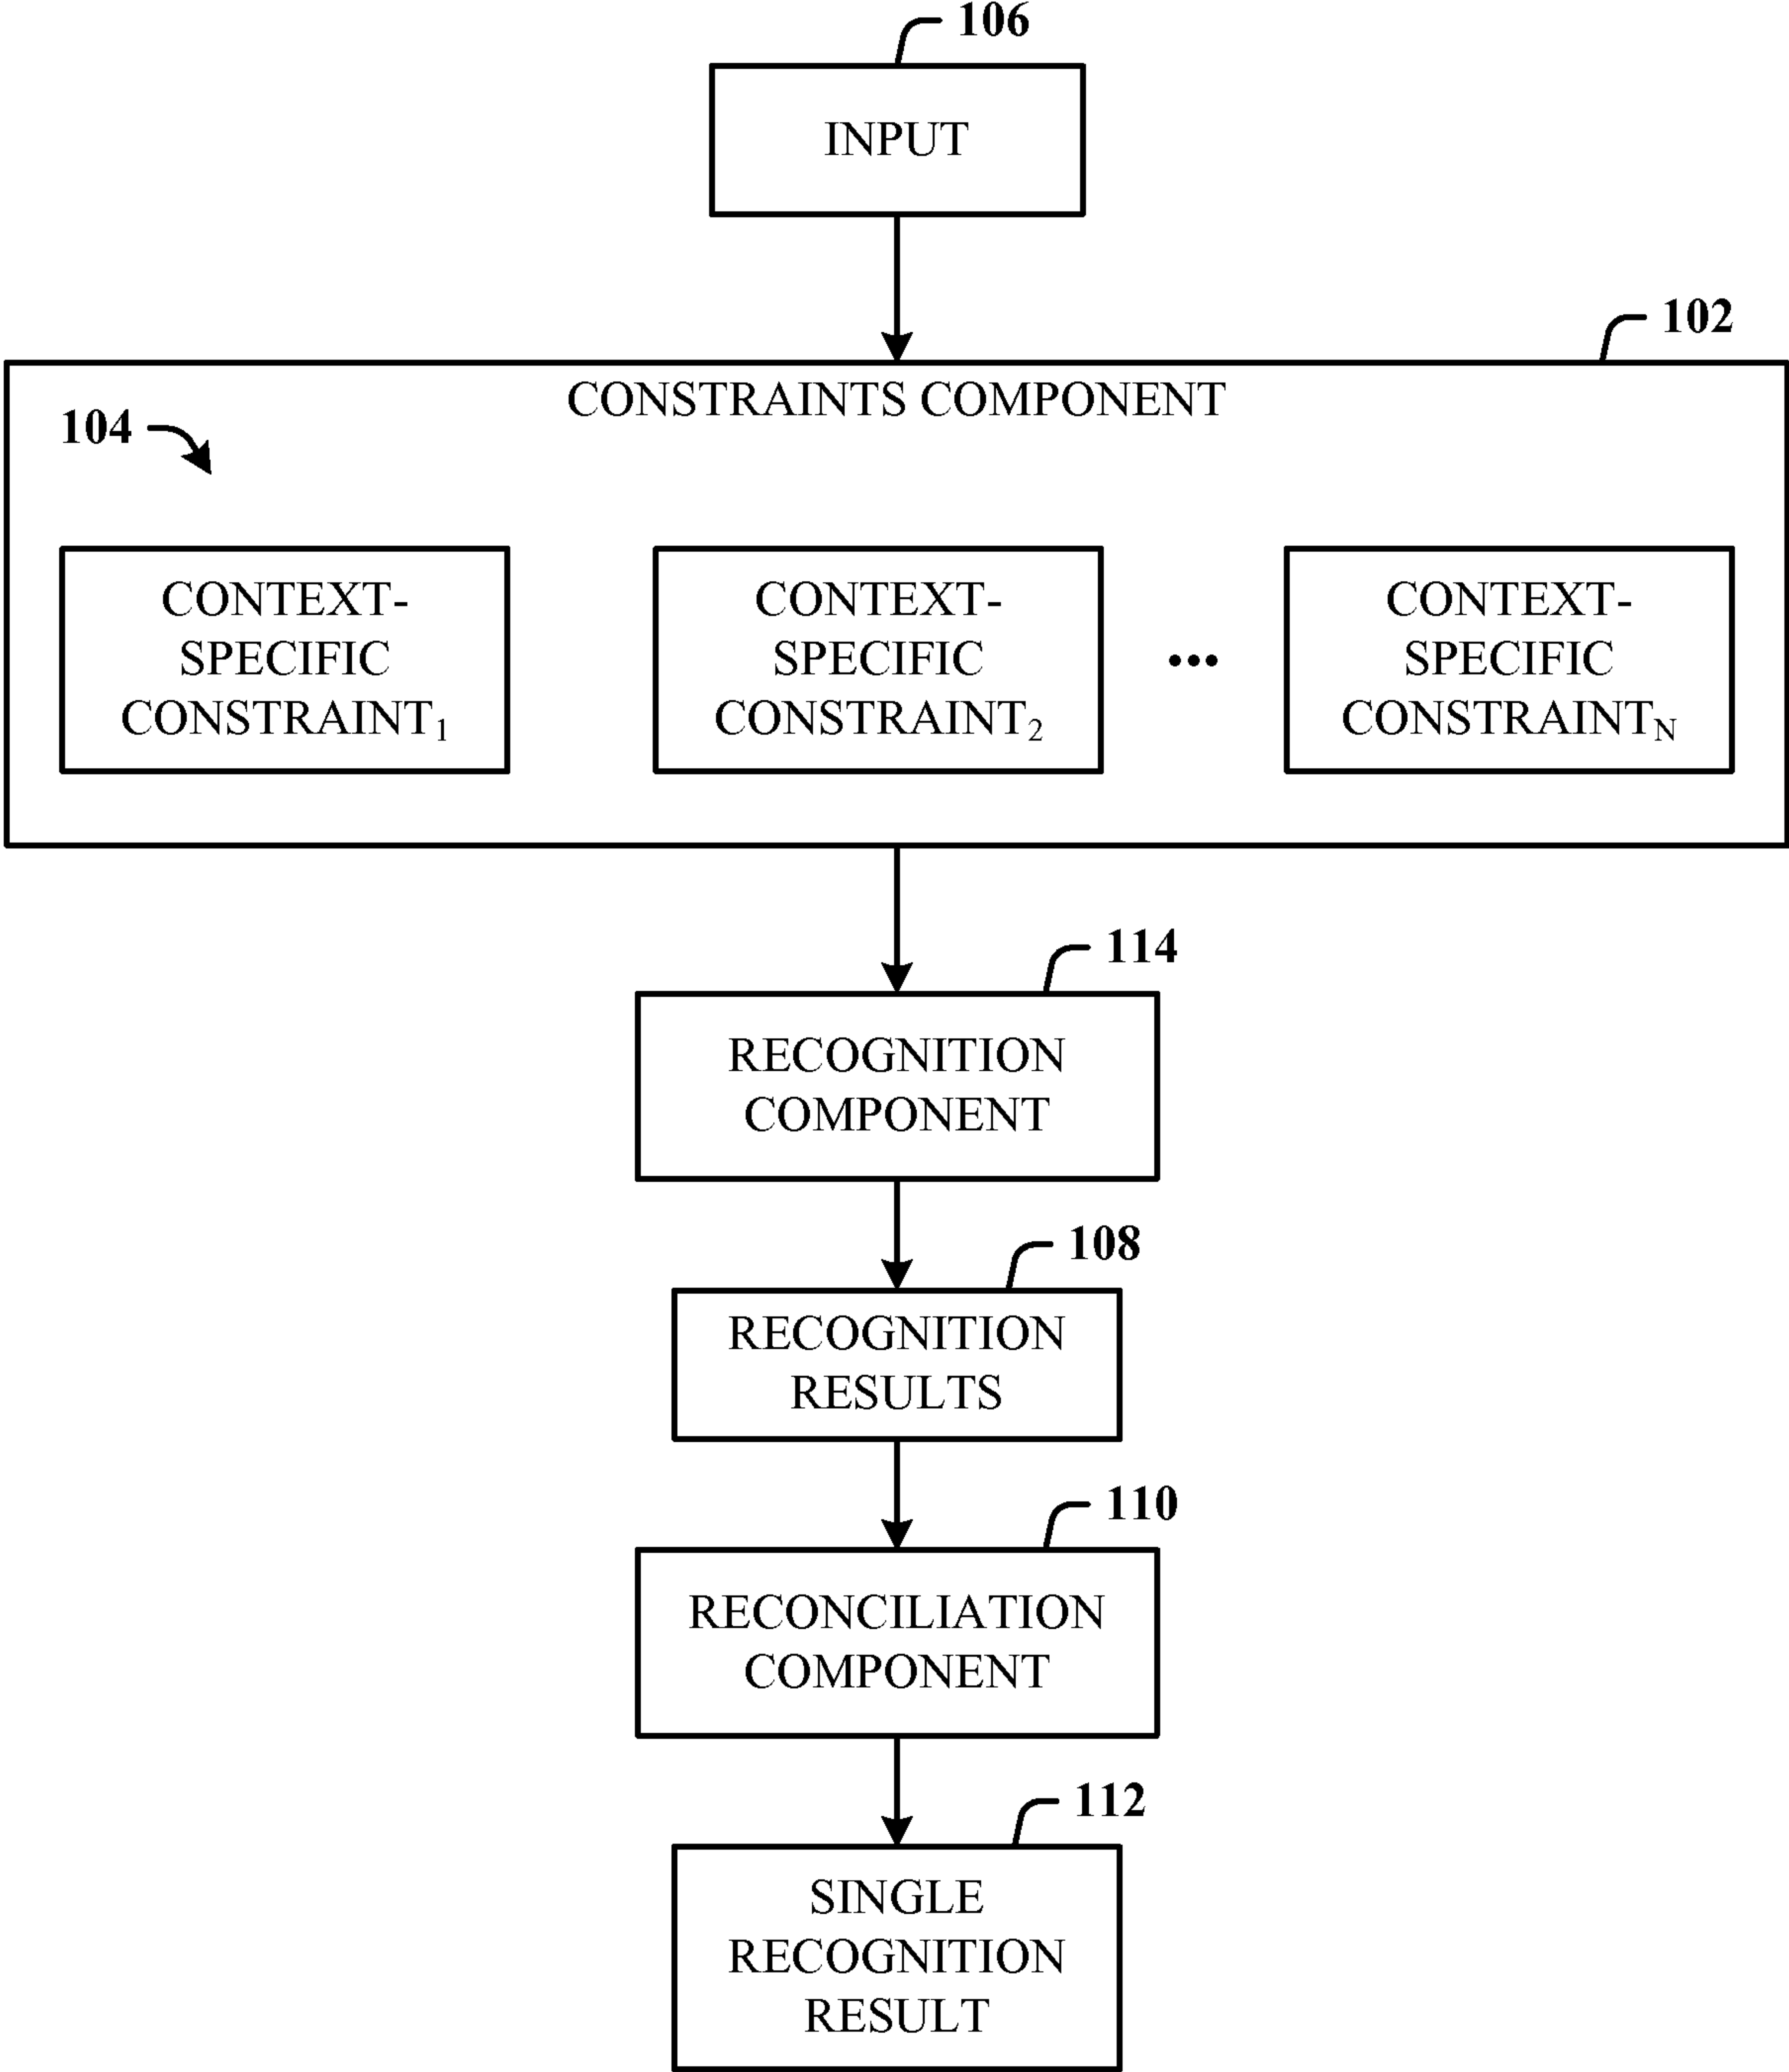 106
INPUT
102
CONSTRAINTS COMPONENT
104
CONTEXT-
SPECIFIC
CONSTRAINT₁
CONTEXT-
SPECIFIC
CONSTRAINT₂
...
CONTEXT-
SPECIFIC
CONSTRAINT_N
114
RECOGNITION
COMPONENT
108
RECOGNITION
RESULTS
110
RECONCILIATION
COMPONENT
112
SINGLE
RECOGNITION
RESULT